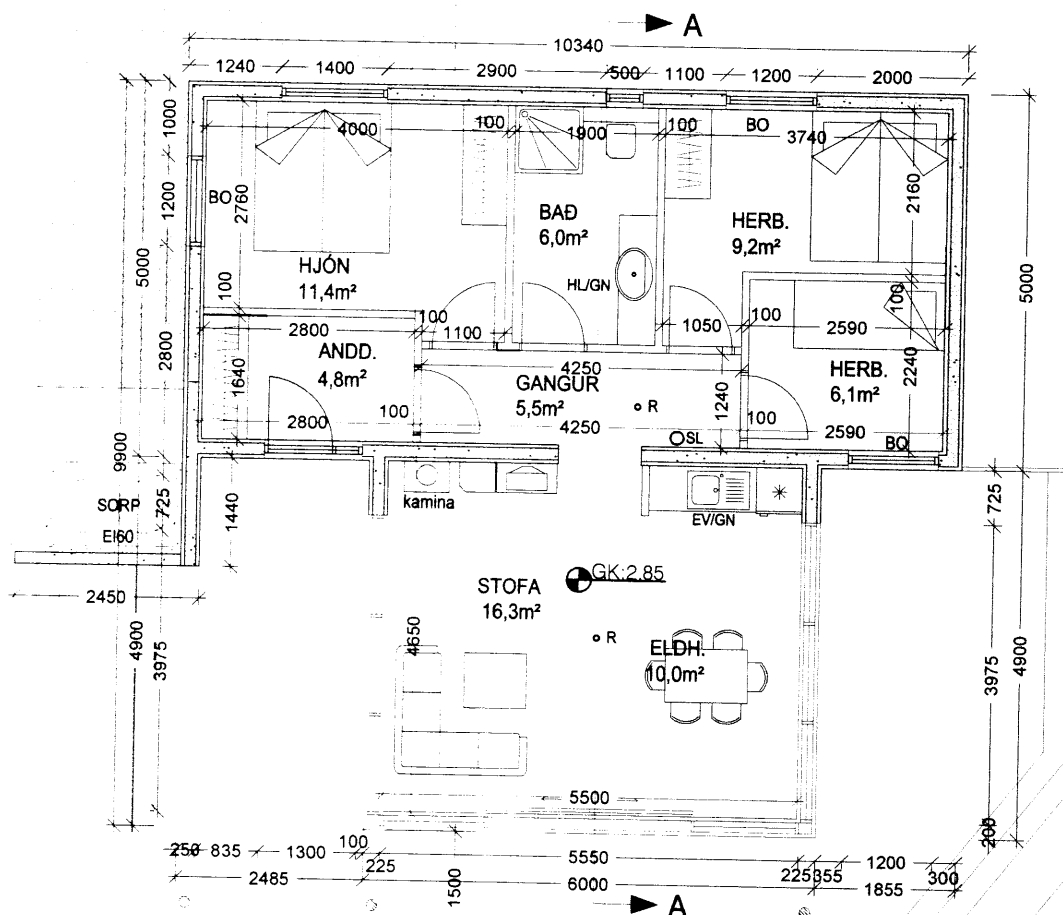 A
10340
1240 1400 2900 500 1100 1200 2000
4000 100 1900 100 BO 3740
1000
1200
5000
2800
9900
725
BO
2760
100
BAÐ
6,0m²
HERB.
9,2m²
2160
5000
HJÓN
11,4m²
HL/GN
100
2800 100 1100 1050 100 2590
ANDD.
4,8m²
1640
4250
GANGUR
5,5m²
R
1240
HERB.
6,1m²
2240
2800 100 4250 100 2590
SL
BO
SORP
EI60
1440
kamina
EV/GN
725
GK:2.85
STOFA
16,3m²
2450
4900
3975
4650
R
ELDH.
10,0m²
3975
4900
5500
200
250 835 1300 100 225 5550 225 355 1200 300
2485 1500 6000 1855
A